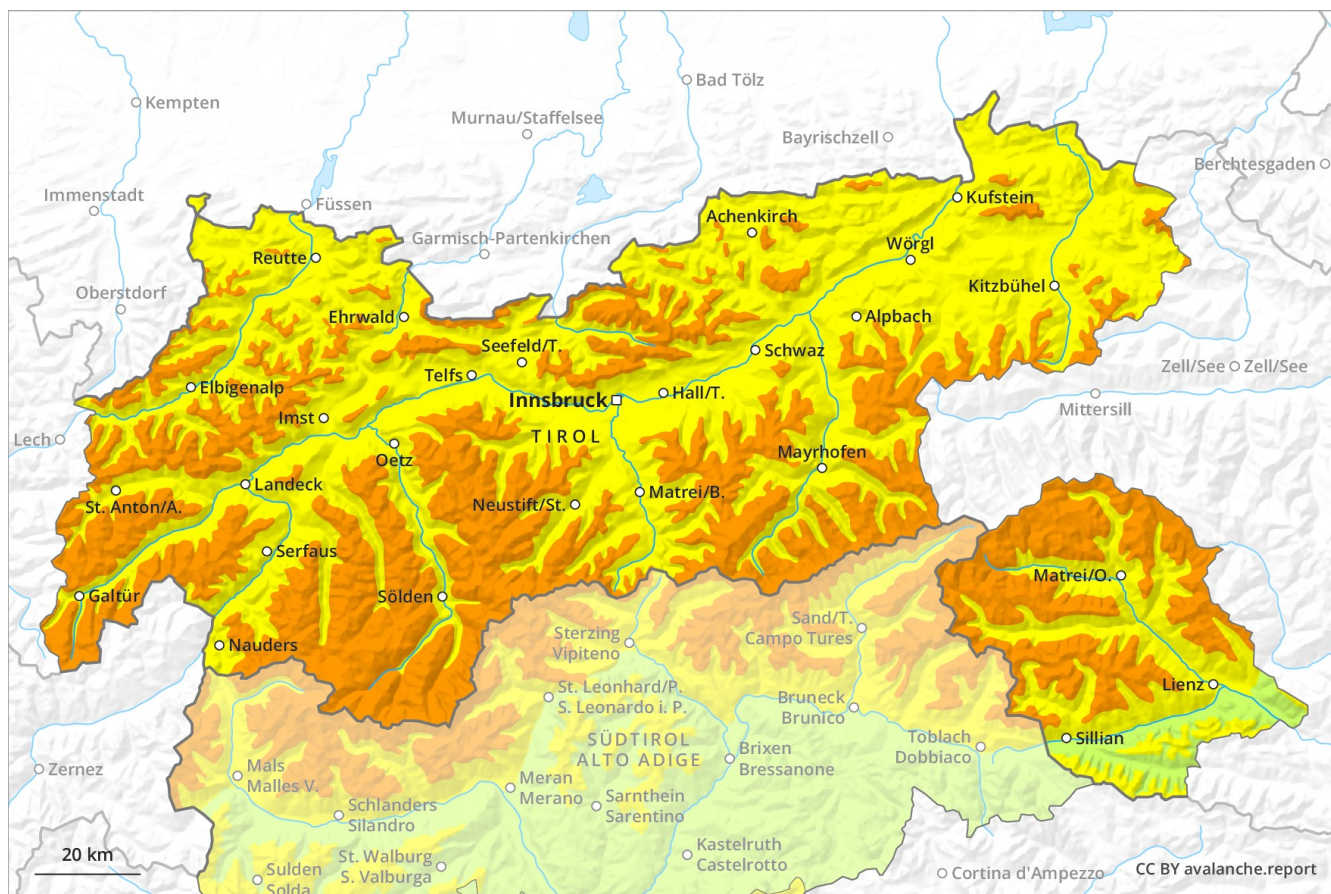 Kempten
Bad Tölz
Murnau/Staffelsee
Bayrischzell
Berchtesgaden
Immenstadt
Füssen
Kufstein
Achenkirch
Garmisch-Partenkirchen
Wörgl
Reutte
Oberstdorf
Kitzbühel
Ehrwald
Alpbach
Seefeld/T.
Schwaz
Zell/See
Zell/See
Telfs
Elbigenalp
Hall/T.
Mittersill
Innsbruck
Imst
TIROL
Lech
Oetz
Mayrhofen
Landeck
Matrei/B.
St. Anton/A.
Neustift/St.
Serfaus
Matrei/O.
Galtür
Sölden
Sand/T.
Campo Tures
Sterzing
Vipiteno
Nauders
Lienz
St. Leonhard/P.
S. Leonardo i. P.
Bruneck
Brunico
SÜDTIROL
ALTO ADIGE
Toblach
Dobbiaco
Sillian
Brixen
Bressanone
Zernez
Mals
Malles V.
Meran
Merano
Sarnthein
Sarentino
Schlanders
Silandro
Kastelruth
Castelrotto
20 km
St. Walburg
S. Valburga
Sulden
Solda
Cortina d'Ampezzo
CC BY avalanche.report